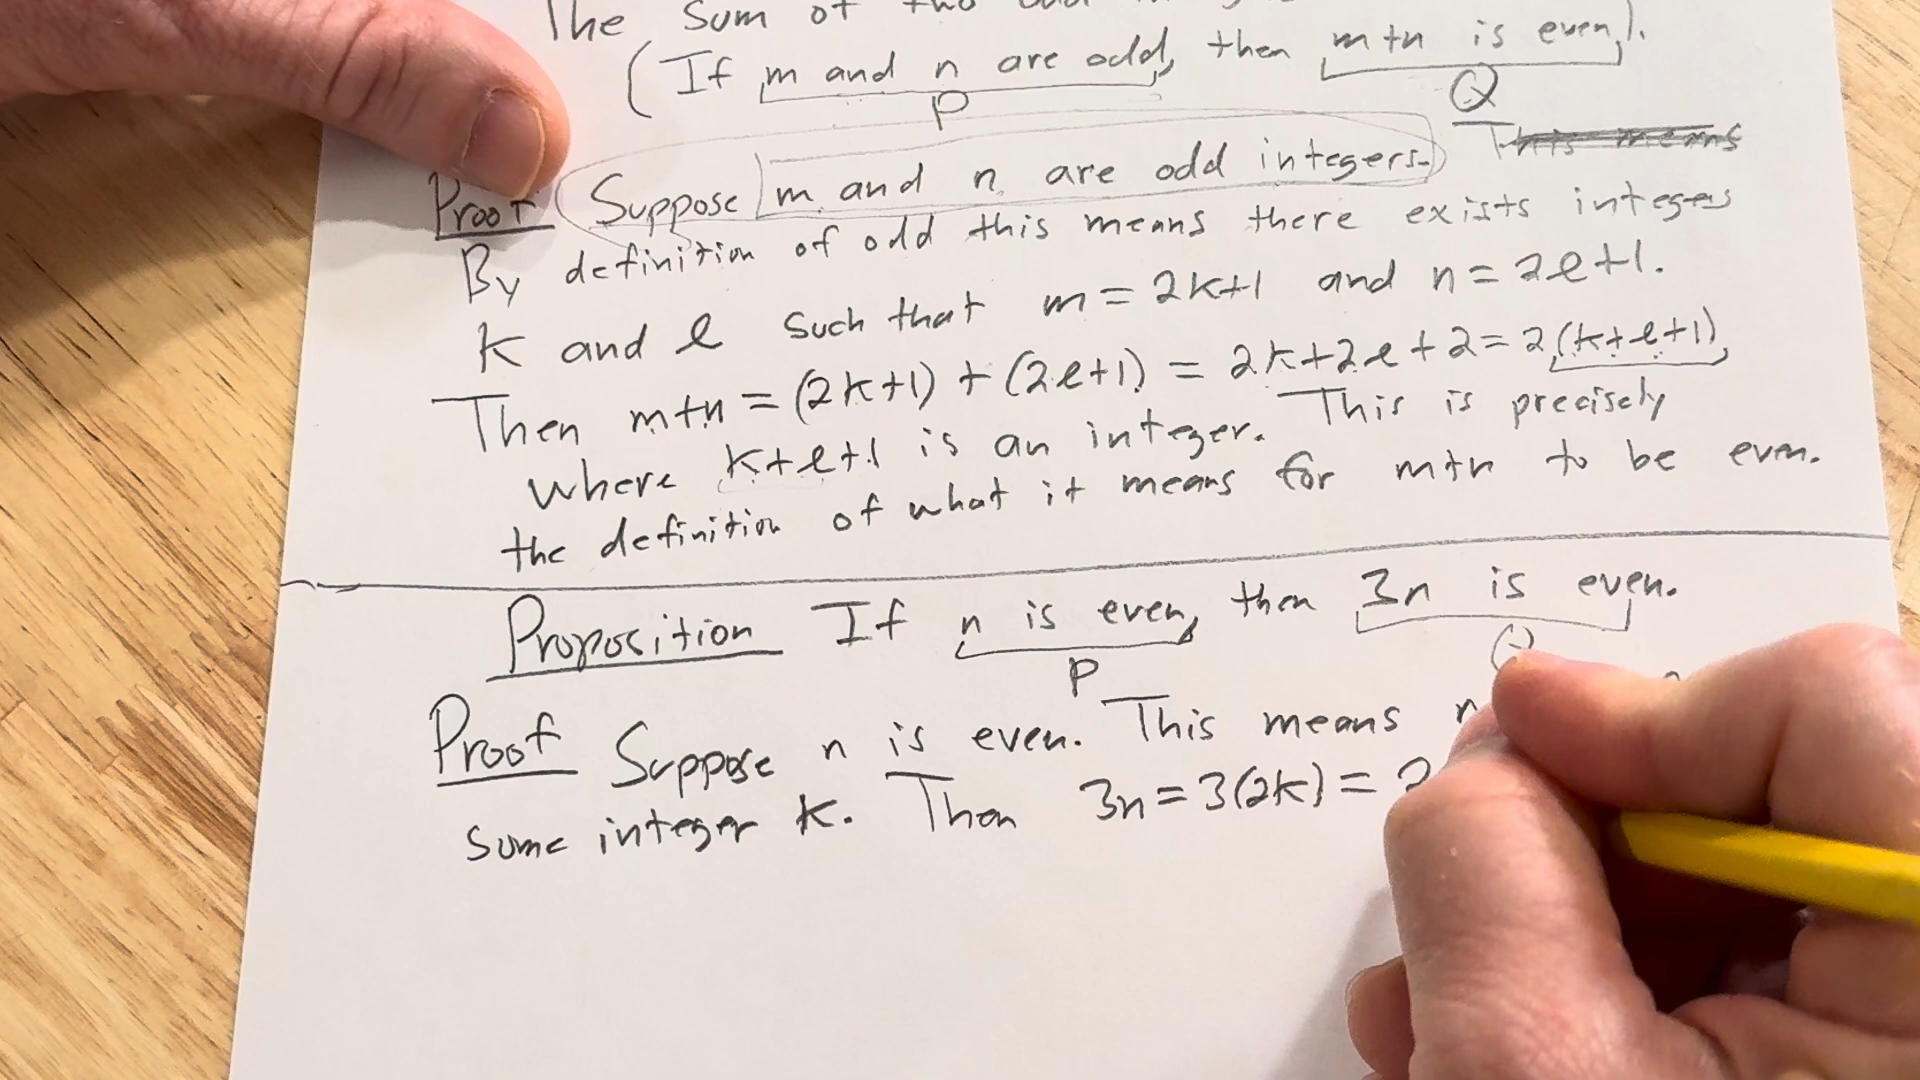 The Sum of two
(If m and n are odd, then m+n is even).
P Q
Proof Suppose m and n are odd integers. This means
By definition of odd this means there exists integers
k and l such that m = 2k+1 and n = 2l+1.
Then m+n = (2k+1) + (2l+1) = 2k+2l+2 = 2(k+l+1)
where k+l+1 is an integer. This is precisely
the definition of what it means for m+n to be even.
Proposition If n is even, then 3n is even.
P Q
Proof Suppose n is even. This means n
some integer k. Then 3n = 3(2k) = 2